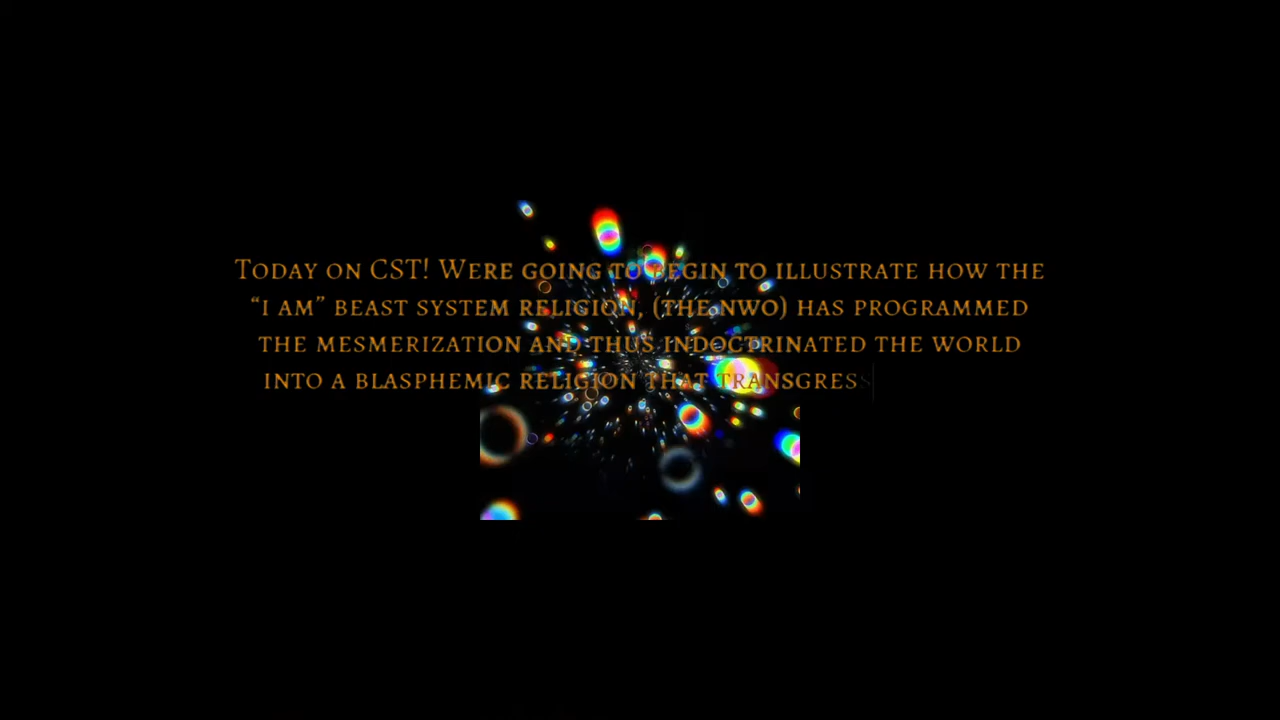 Today on CST! Were going to begin to illustrate how the
“I AM” beast system religion, (the NWO) has programmed
the mesmerization and thus indoctrinated the world
into a blasphemic religion that transgress